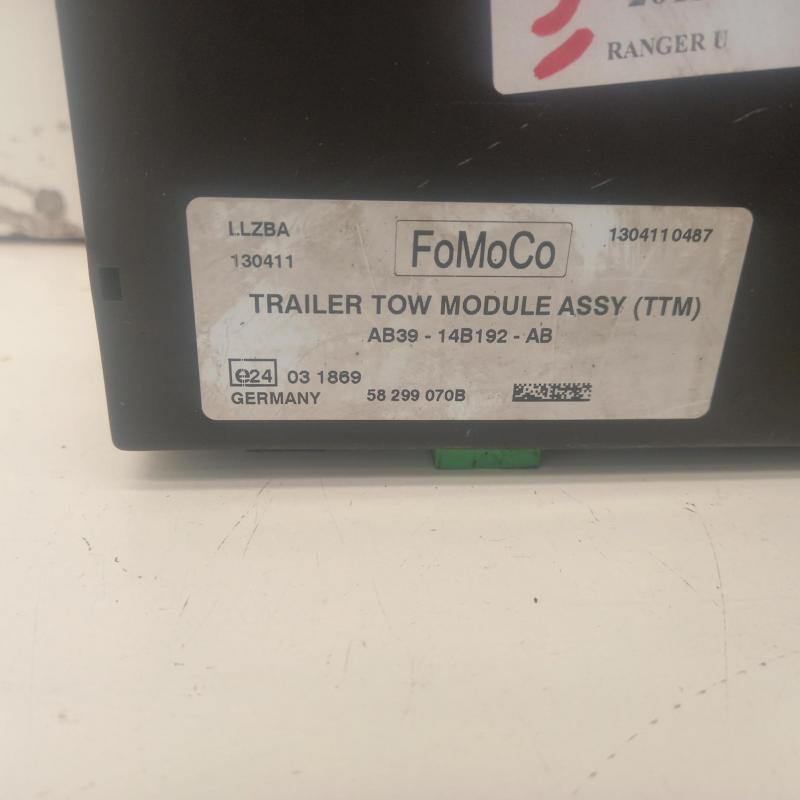 RANGER U
LLZBA
FoMoCo
1304110487
130411
TRAILER TOW MODULE ASSY (TTM)
AB39 - 14B192 - AB
e24 03 1869
GERMANY 58 299 070B